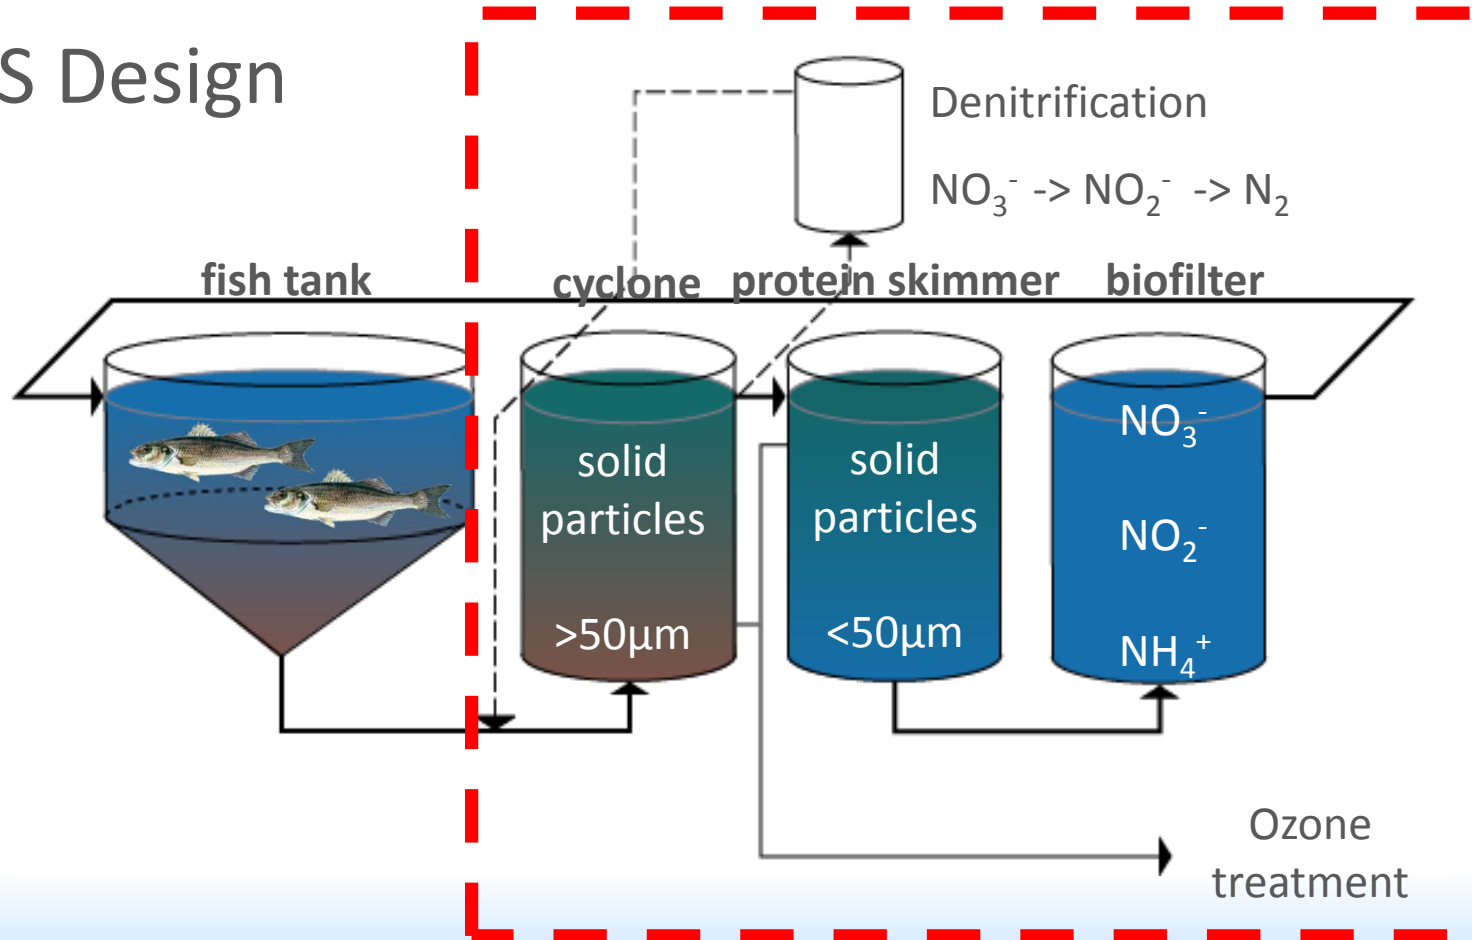 S Design
Denitrification
NO₃⁻ -> NO₂⁻ -> N₂
fish tank
cyclone
protein skimmer
biofilter
solid
particles
>50µm
solid
particles
<50µm
NO₃⁻
NO₂⁻
NH₄⁺
Ozone
treatment